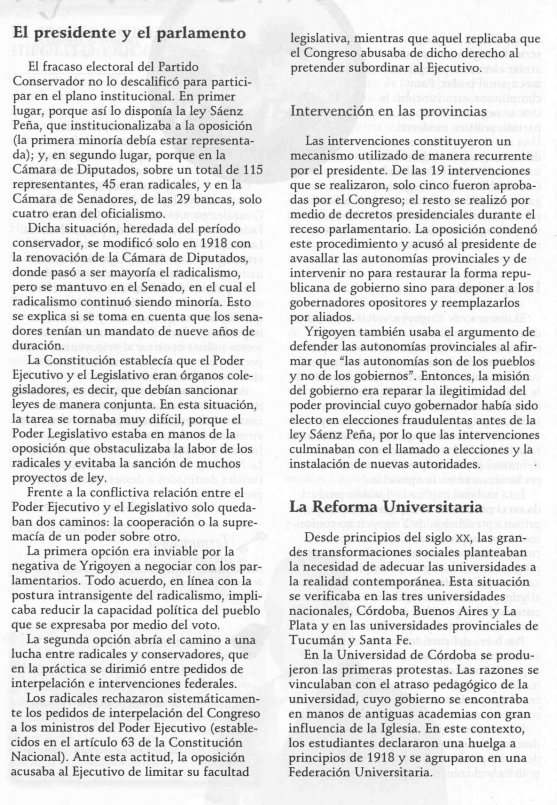 El presidente y el parlamento
El fracaso electoral del Partido
Conservador no lo descalificó para partici-
par en el plano institucional. En primer
lugar, porque así lo disponía la ley Sáenz
Peña, que institucionalizaba a la oposición
(la primera minoría debía estar representa-
da); y, en segundo lugar, porque en la
Cámara de Diputados, sobre un total de 115
representantes, 45 eran radicales, y en la
Cámara de Senadores, de las 29 bancas, solo
cuatro eran del oficialismo.
Dicha situación, heredada del período
conservador, se modificó solo en 1918 con
la renovación de la Cámara de Diputados,
donde pasó a ser mayoría el radicalismo,
pero se mantuvo en el Senado, en el cual el
radicalismo continuó siendo minoría. Esto
se explica si se toma en cuenta que los sena-
dores tenían un mandato de nueve años de
duración.
La Constitución establecía que el Poder
Ejecutivo y el Legislativo eran órganos cole-
gisladores, es decir, que debían sancionar
leyes de manera conjunta. En esta situación,
la tarea se tornaba muy difícil, porque el
Poder Legislativo estaba en manos de la
oposición que obstaculizaba la labor de los
radicales y evitaba la sanción de muchos
proyectos de ley.
Frente a la conflictiva relación entre el
Poder Ejecutivo y el Legislativo solo queda-
ban dos caminos: la cooperación o la supre-
macía de un poder sobre otro.
La primera opción era inviable por la
negativa de Yrigoyen a negociar con los par-
lamentarios. Todo acuerdo, en línea con la
postura intransigente del radicalismo, impli-
caba reducir la capacidad política del pueblo
que se expresaba por medio del voto.
La segunda opción abría el camino a una
lucha entre radicales y conservadores, que
en la práctica se dirimió entre pedidos de
interpelación e intervenciones federales.
Los radicales rechazaron sistemáticamen-
te los pedidos de interpelación del Congreso
a los ministros del Poder Ejecutivo (estable-
cidos en el artículo 63 de la Constitución
Nacional). Ante esta actitud, la oposición
acusaba al Ejecutivo de limitar su facultad
legislativa, mientras que aquel replicaba que
el Congreso abusaba de dicho derecho al
pretender subordinar al Ejecutivo.
Intervención en las provincias
Las intervenciones constituyeron un
mecanismo utilizado de manera recurrente
por el presidente. De las 19 intervenciones
que se realizaron, solo cinco fueron aproba-
das por el Congreso; el resto se realizó por
medio de decretos presidenciales durante el
receso parlamentario. La oposición condenó
este procedimiento y acusó al presidente de
avasallar las autonomías provinciales y de
intervenir no para restaurar la forma repu-
blicana de gobierno sino para deponer a los
gobernadores opositores y reemplazarlos
por aliados.
Yrigoyen también usaba el argumento de
defender las autonomías provinciales al afir-
mar que “las autonomías son de los pueblos
y no de los gobiernos”. Entonces, la misión
del gobierno era reparar la ilegitimidad del
poder provincial cuyo gobernador había sido
electo en elecciones fraudulentas antes de la
ley Sáenz Peña, por lo que las intervenciones
culminaban con el llamado a elecciones y la
instalación de nuevas autoridades.
La Reforma Universitaria
Desde principios del siglo XX, las gran-
des transformaciones sociales planteaban
la necesidad de adecuar las universidades a
la realidad contemporánea. Esta situación
se verificaba en las tres universidades
nacionales, Córdoba, Buenos Aires y La
Plata y en las universidades provinciales de
Tucumán y Santa Fe.
En la Universidad de Córdoba se produ-
jeron las primeras protestas. Las razones se
vinculaban con el atraso pedagógico de la
universidad, cuyo gobierno se encontraba
en manos de antiguas academias con gran
influencia de la Iglesia. En este contexto,
los estudiantes declararon una huelga a
principios de 1918 y se agruparon en una
Federación Universitaria.